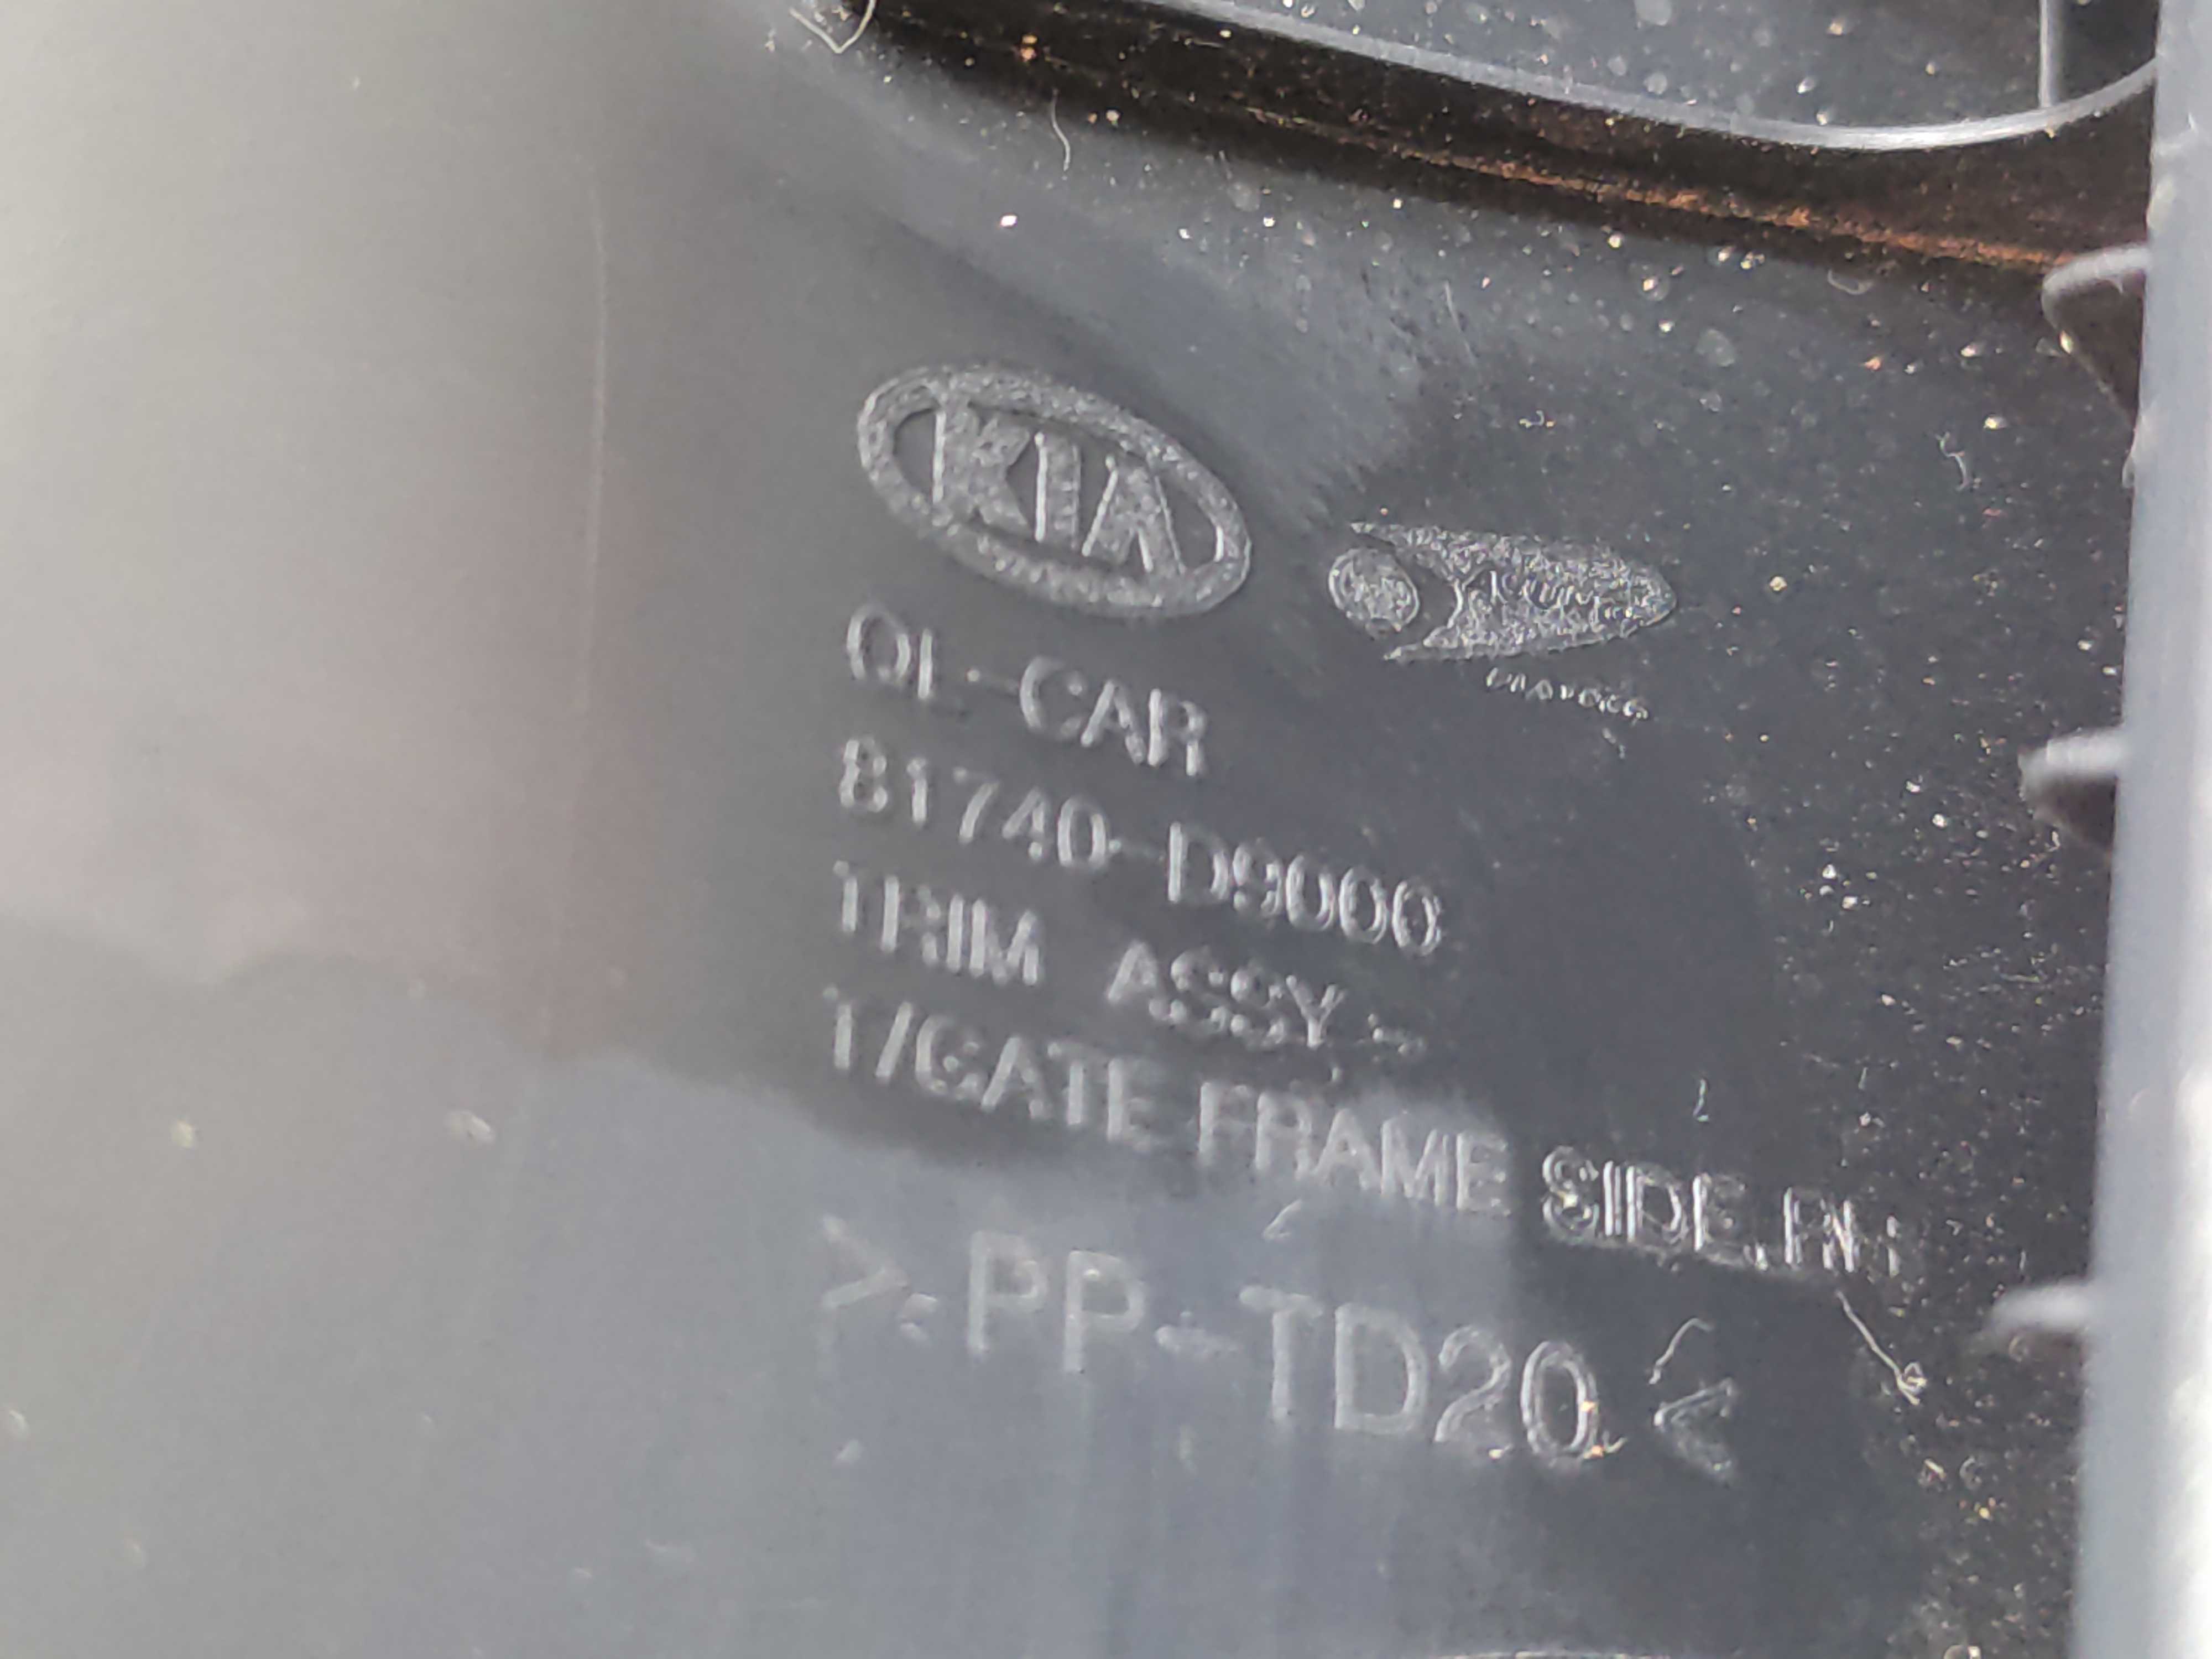 KIA
QL-CAR
81740-D9000
TRIM ASSY-
T/GATE FRAME SIDE,RH
>PP-TD20<